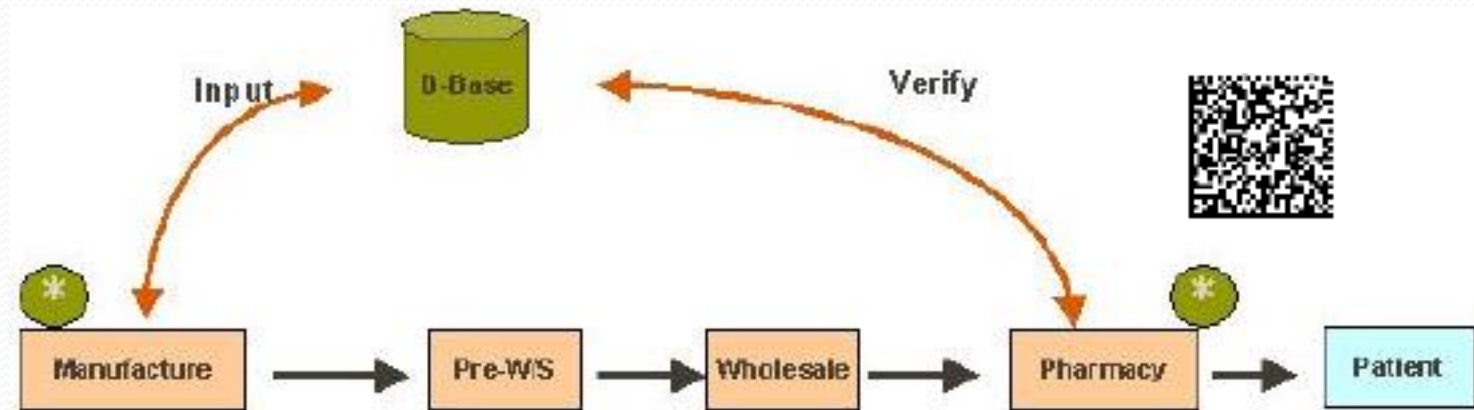 Input
D-Base
Verify
*
*
Manufacture
Pre-W/S
Wholesale
Pharmacy
Patient